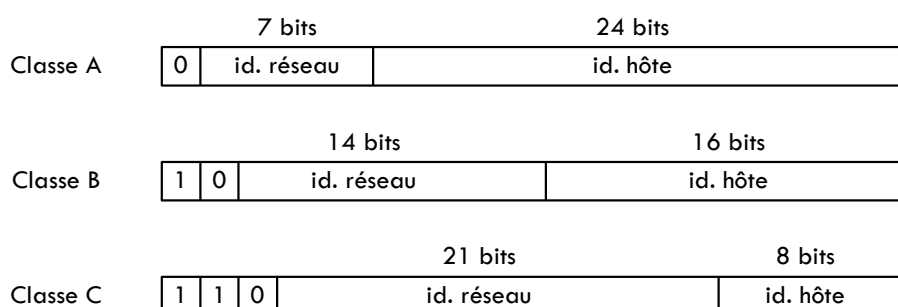 7 bits 24 bits
Classe A 0 id. réseau id. hôte
14 bits 16 bits
Classe B 1 0 id. réseau id. hôte
21 bits 8 bits
Classe C 1 1 0 id. réseau id. hôte